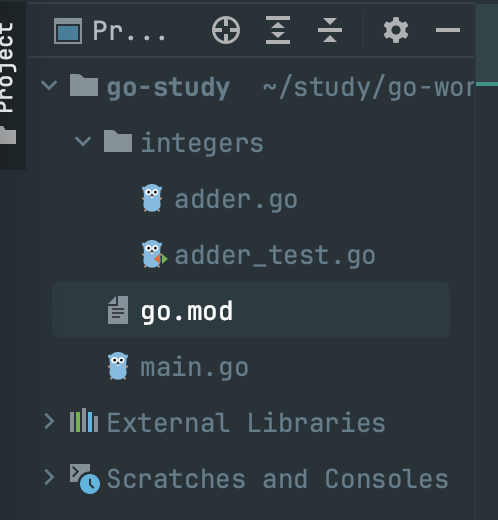 Project
Pr...
go-study ~/study/go-wor
integers
adder.go
adder_test.go
go.mod
main.go
External Libraries
Scratches and Consoles